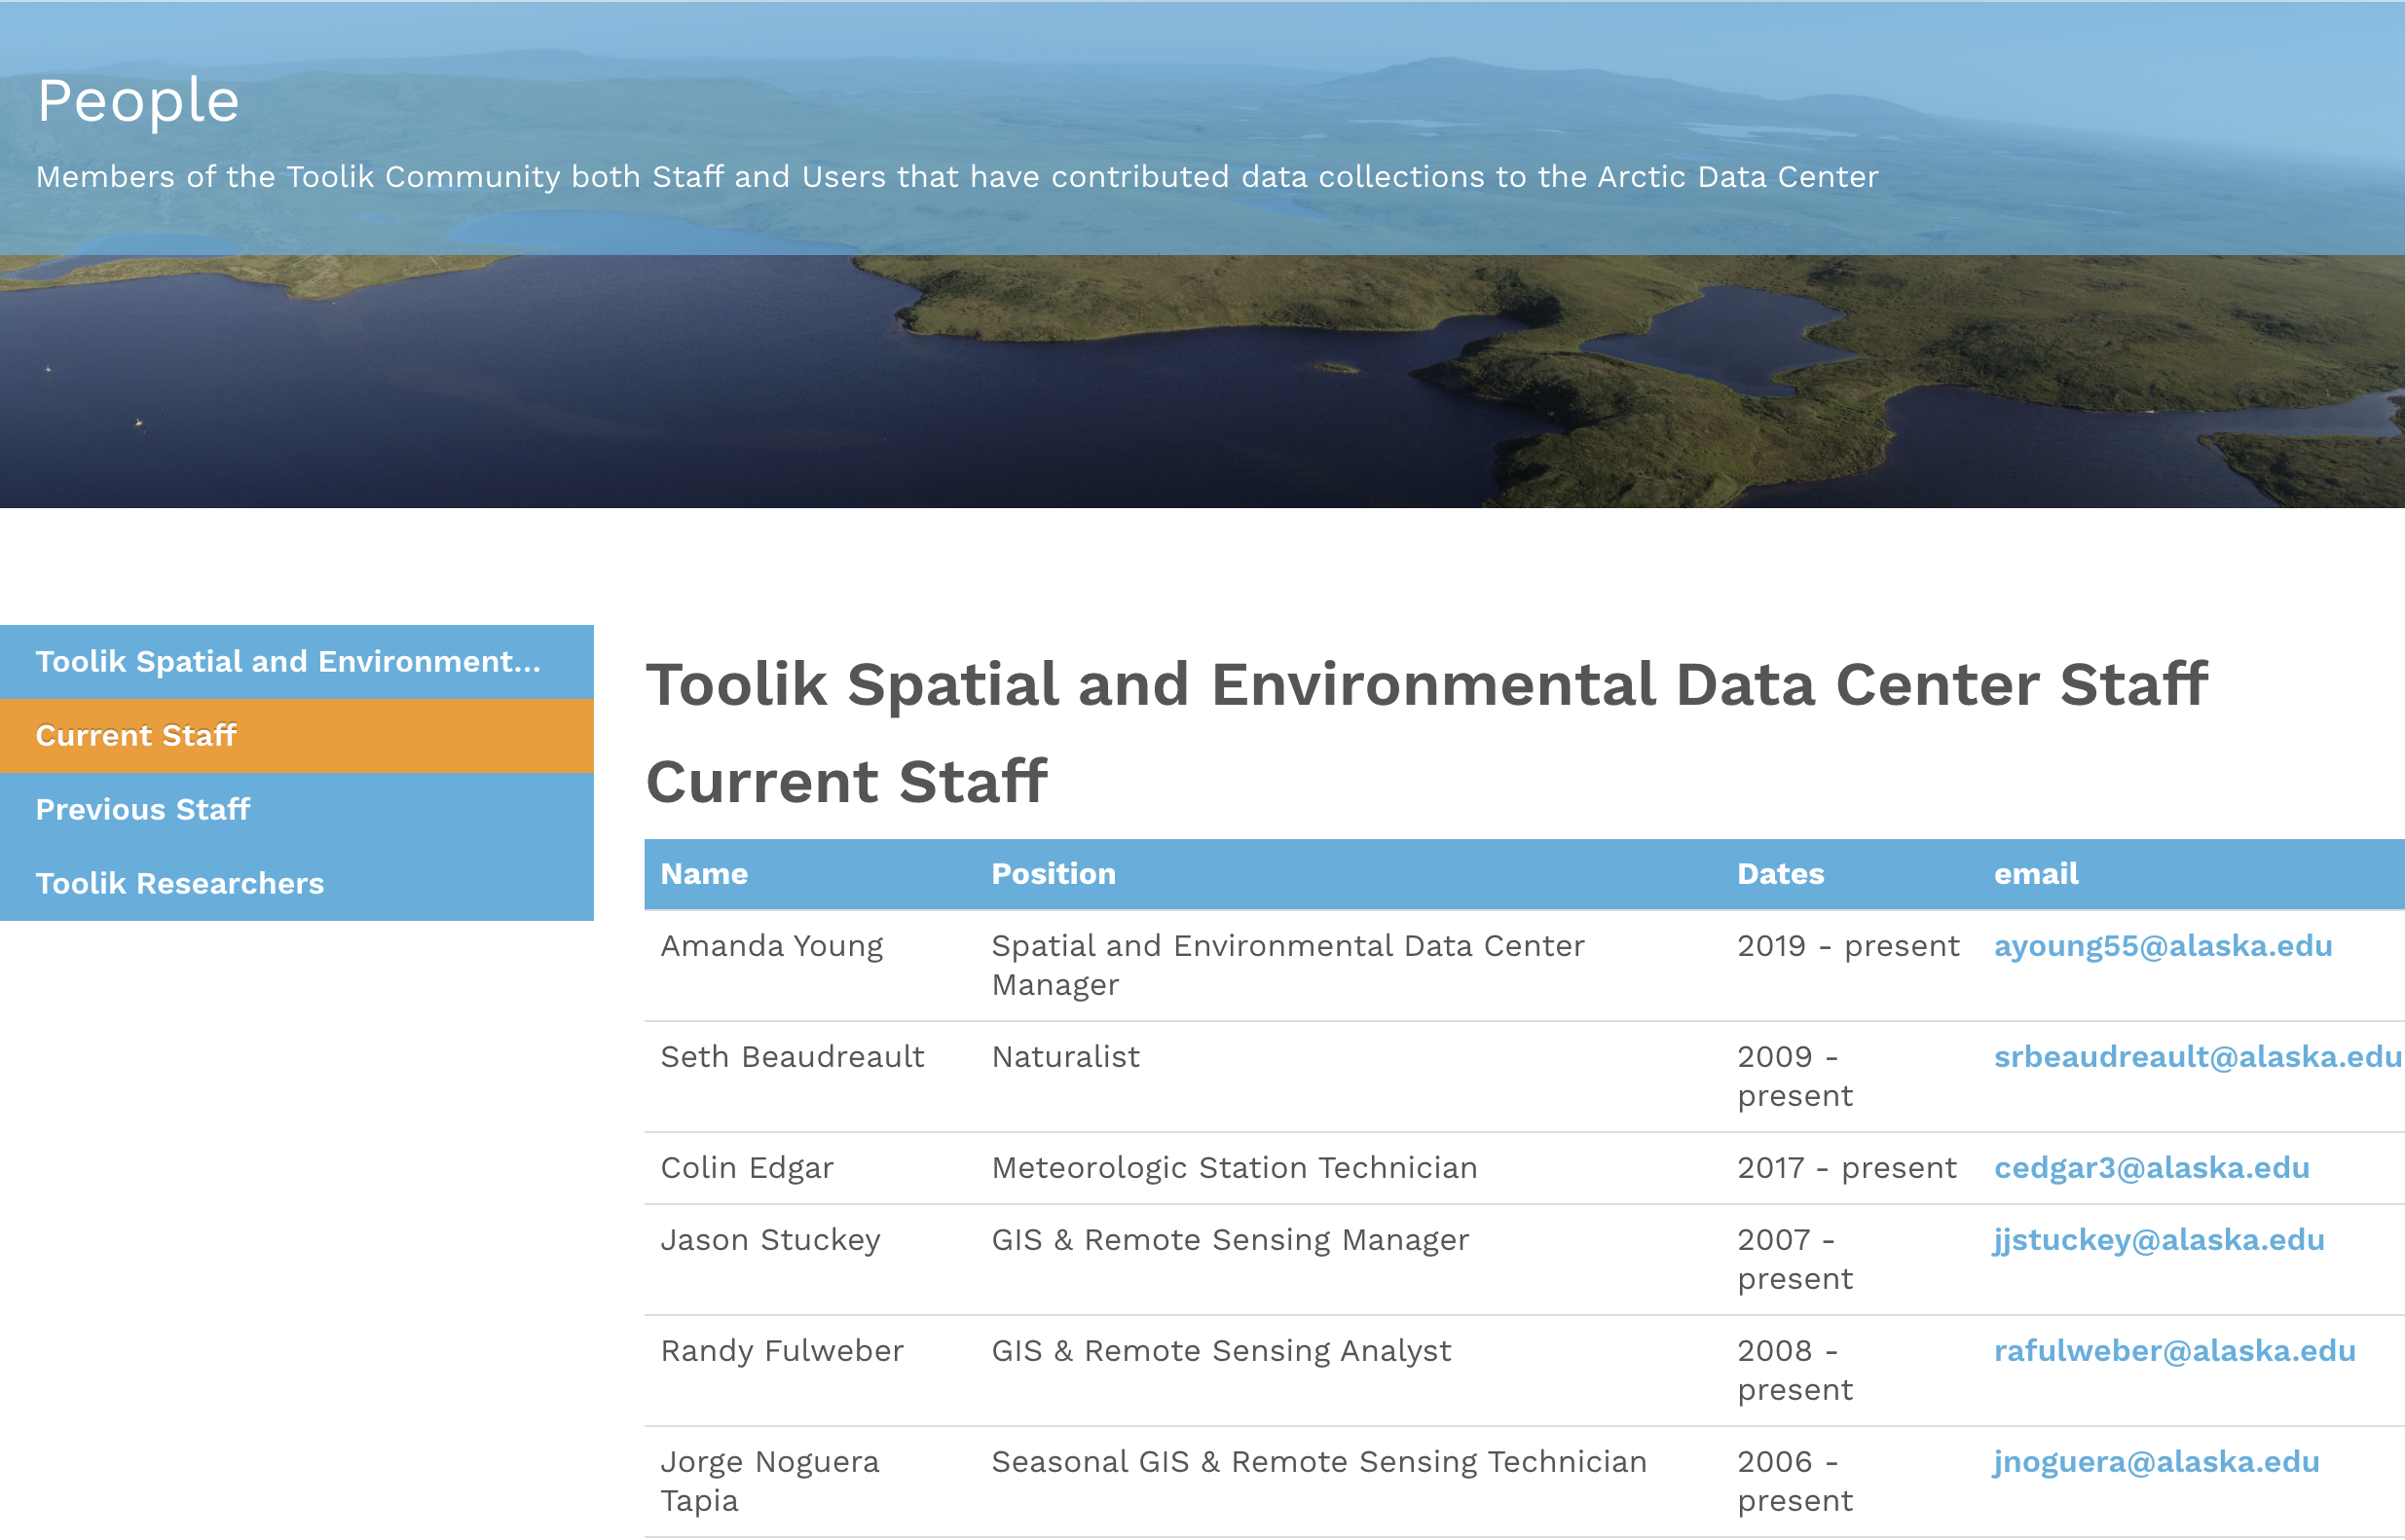 People
Members of the Toolik Community both Staff and Users that have contributed data collections to the Arctic Data Center
Toolik Spatial and Environment...
Current Staff
Previous Staff
Toolik Researchers
Toolik Spatial and Environmental Data Center Staff
Current Staff
Name Position Dates email
Amanda Young Spatial and Environmental Data Center 2019 - present ayoung55@alaska.edu
Manager
Seth Beaudreault Naturalist 2009 - srbeaudreault@alaska.edu
present
Colin Edgar Meteorologic Station Technician 2017 - present cedgar3@alaska.edu
Jason Stuckey GIS & Remote Sensing Manager 2007 - jjstuckey@alaska.edu
present
Randy Fulweber GIS & Remote Sensing Analyst 2008 - rafulweber@alaska.edu
present
Jorge Noguera Seasonal GIS & Remote Sensing Technician 2006 - jnoguera@alaska.edu
Tapia present